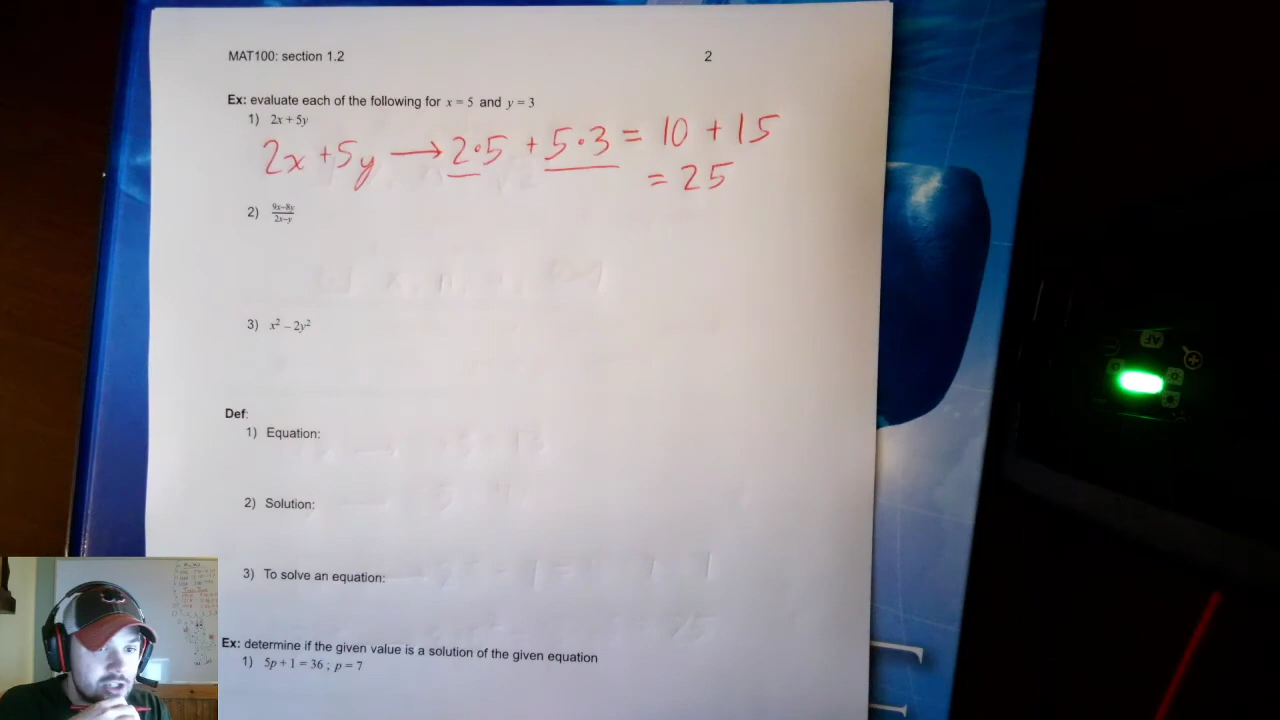 MAT100: section 1.2 2
Ex: evaluate each of the following for x = 5 and y = 3
1) 2x + 5y
2x + 5y → 2·5 + 5·3 = 10 + 15
= 25
2) 9x−8y / 2x−y
3) x² − 2y²
Def:
1) Equation:
2) Solution:
3) To solve an equation:
Ex: determine if the given value is a solution of the given equation
1) 5p + 1 = 36 ; p = 7
AF